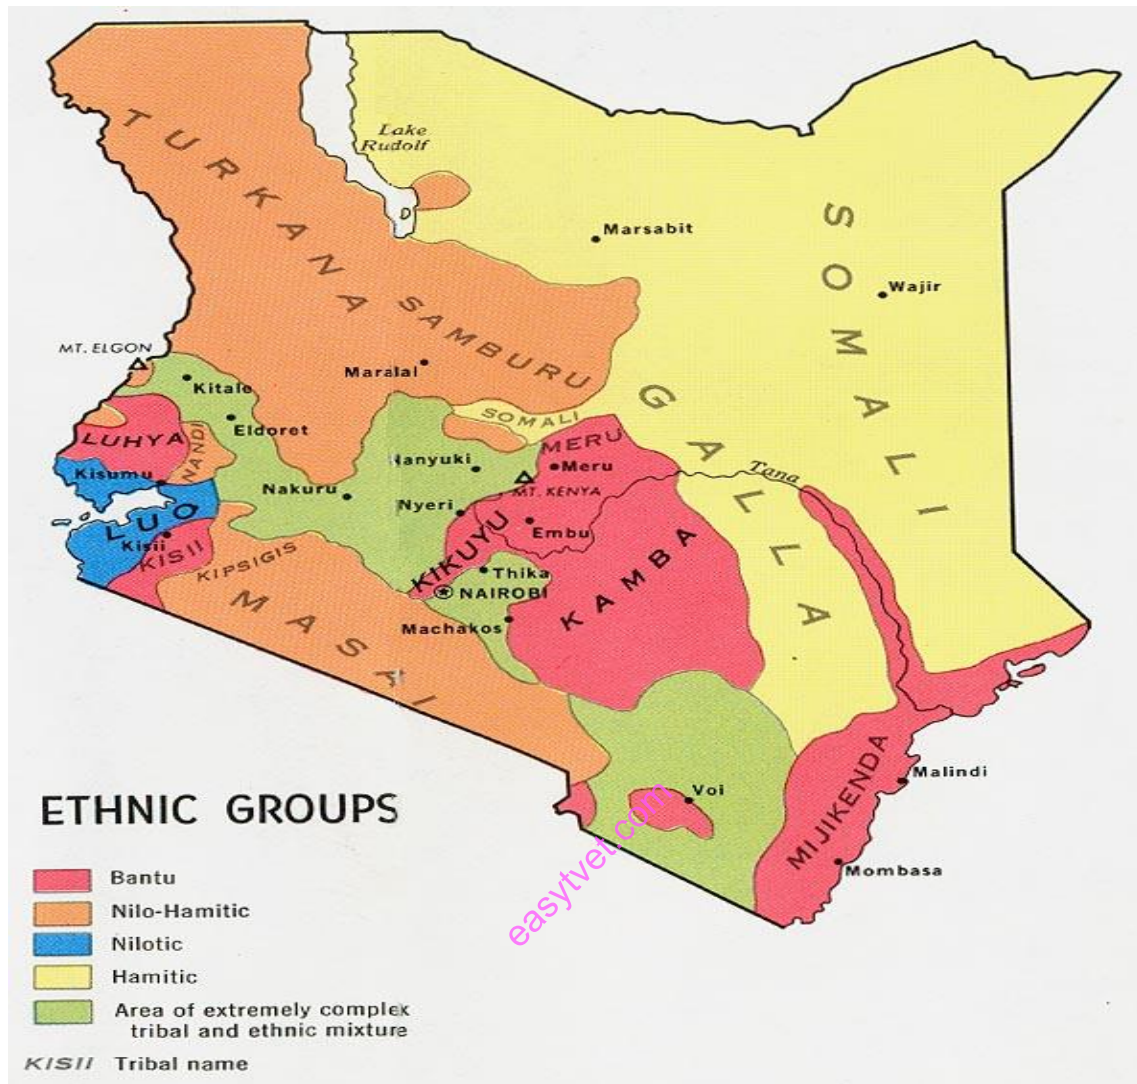 TURKANA
Lake
Rudolf
Marsabit
SOMALI
Wajir
SAMBURU
MT. ELGON
Maralal
Kitale
GALLA
SOMALI
Eldoret
LUHYA
NANDI
MERU
Kisumu
Nanyuki
Meru
Tana
Nakuru
MT. KENYA
Nyeri
LUO
Embu
Kisii
KISII
KIKUYU
KAMBA
KIPSIGIS
Thika
NAIROBI
MASAI
Machakos
MIJIKENDA
Malindi
Voi
Mombasa
easytvet.com
ETHNIC GROUPS
Bantu
Nilo-Hamitic
Nilotic
Hamitic
Area of extremely complex
tribal and ethnic mixture
KISII Tribal name